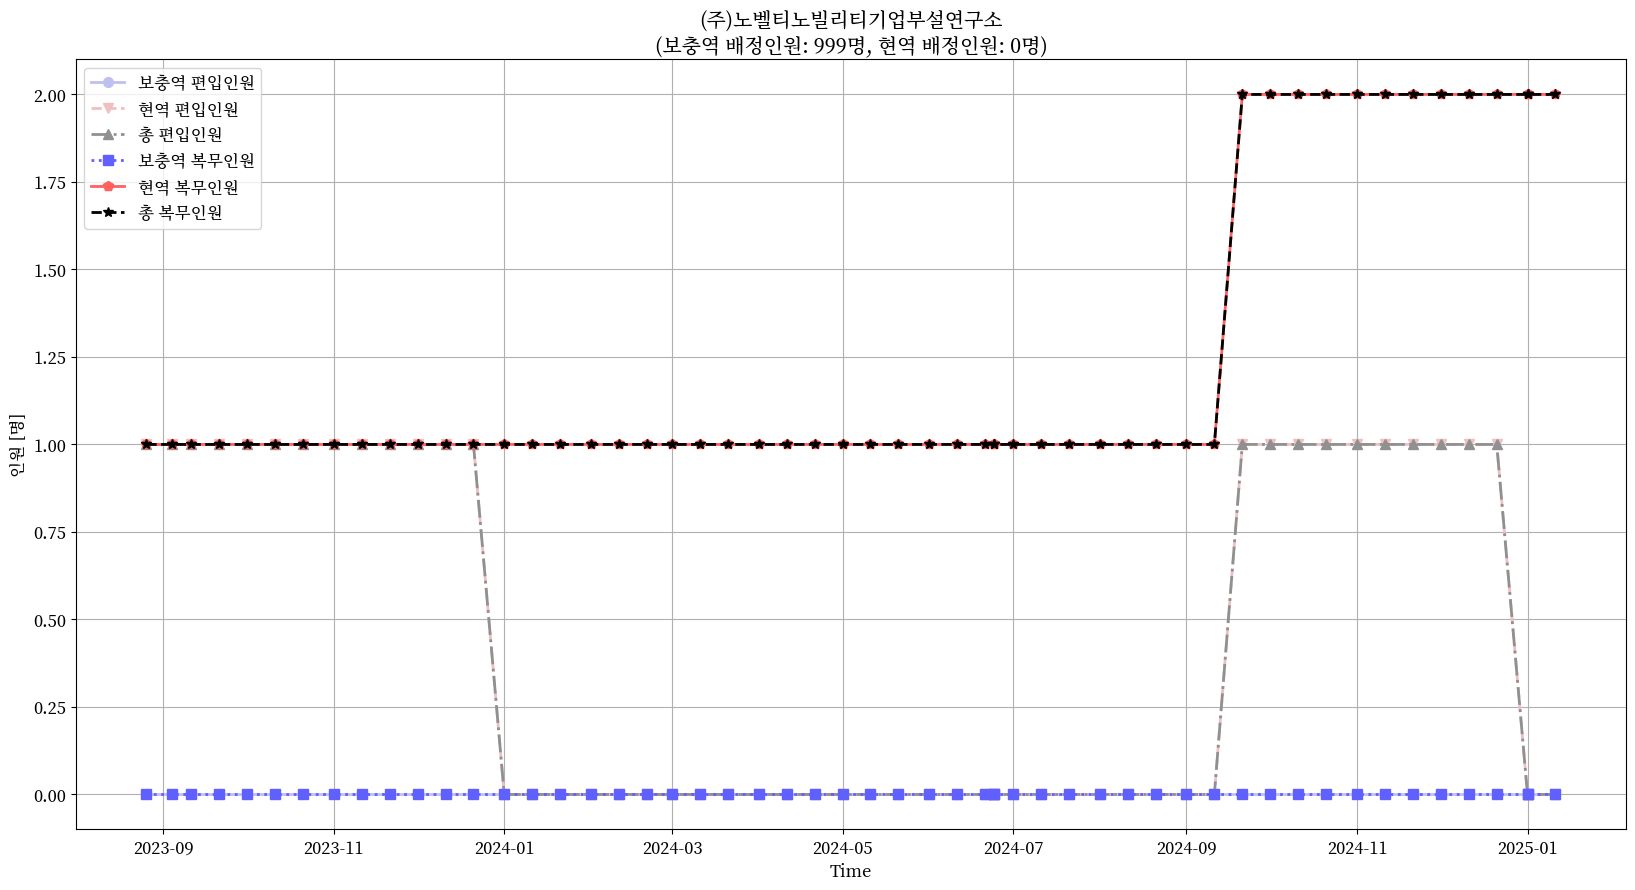 (주)노벨티노빌리티기업부설연구소
(보충역 배정인원: 999명, 현역 배정인원: 0명)
보충역 편입인원
현역 편입인원
총 편입인원
보충역 복무인원
현역 복무인원
총 복무인원
2.00
1.75
1.50
1.25
1.00
0.75
0.50
0.25
0.00
인원 [명]
2023-09 2023-11 2024-01 2024-03 2024-05 2024-07 2024-09 2024-11 2025-01
Time